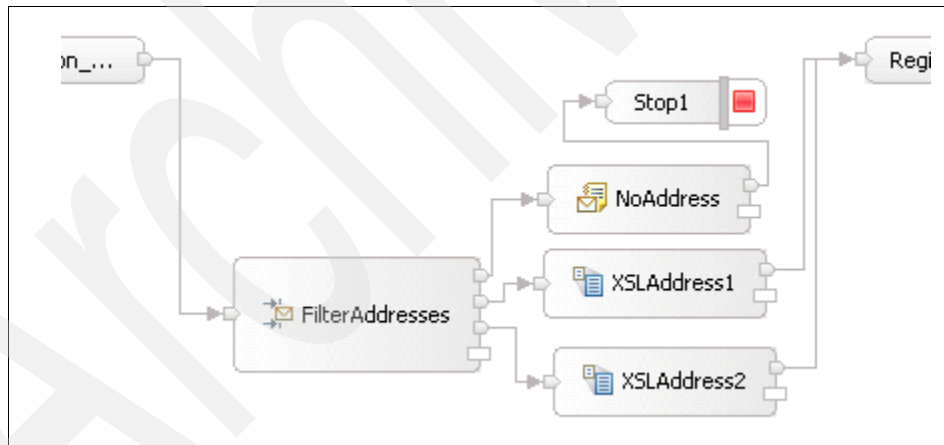 on_...
Regi
Stop1
NoAddress
XSLAddress1
FilterAddresses
XSLAddress2